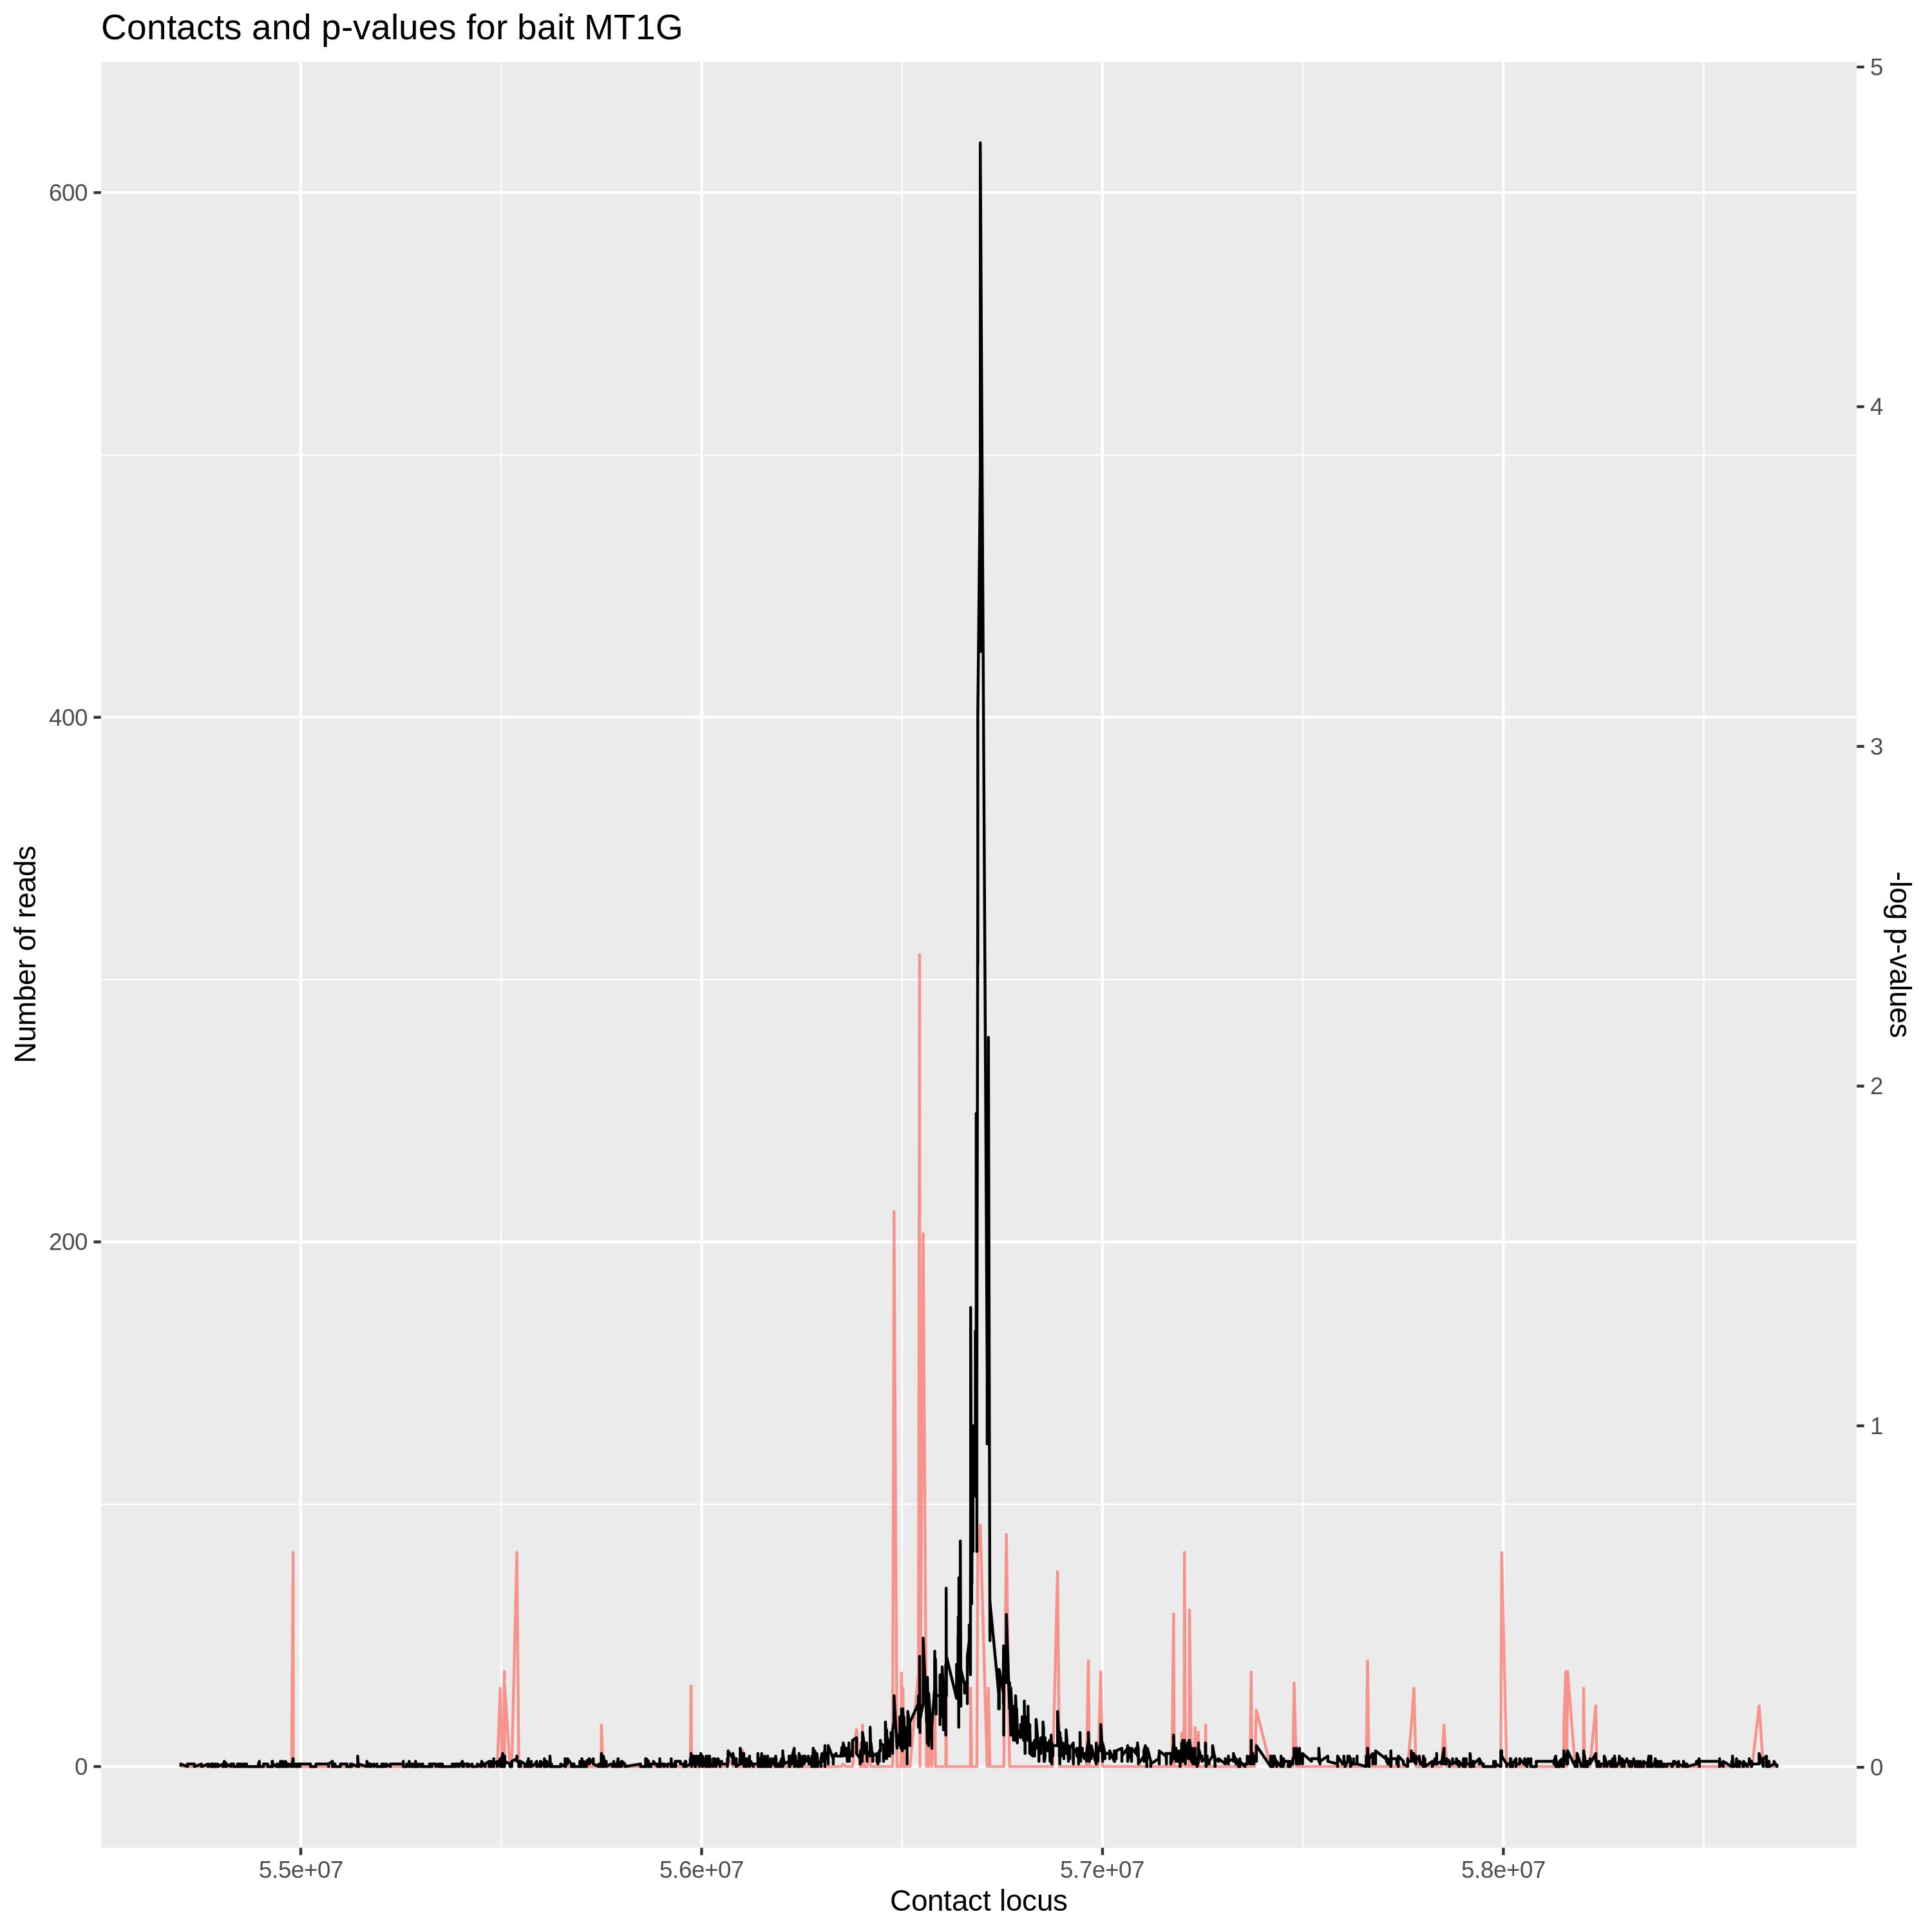 Contacts and p-values for bait MT1G
600
400
200
0
Number of reads
5
4
3
2
1
0
-log p-values
5.5e+07
5.6e+07
5.7e+07
5.8e+07
Contact locus